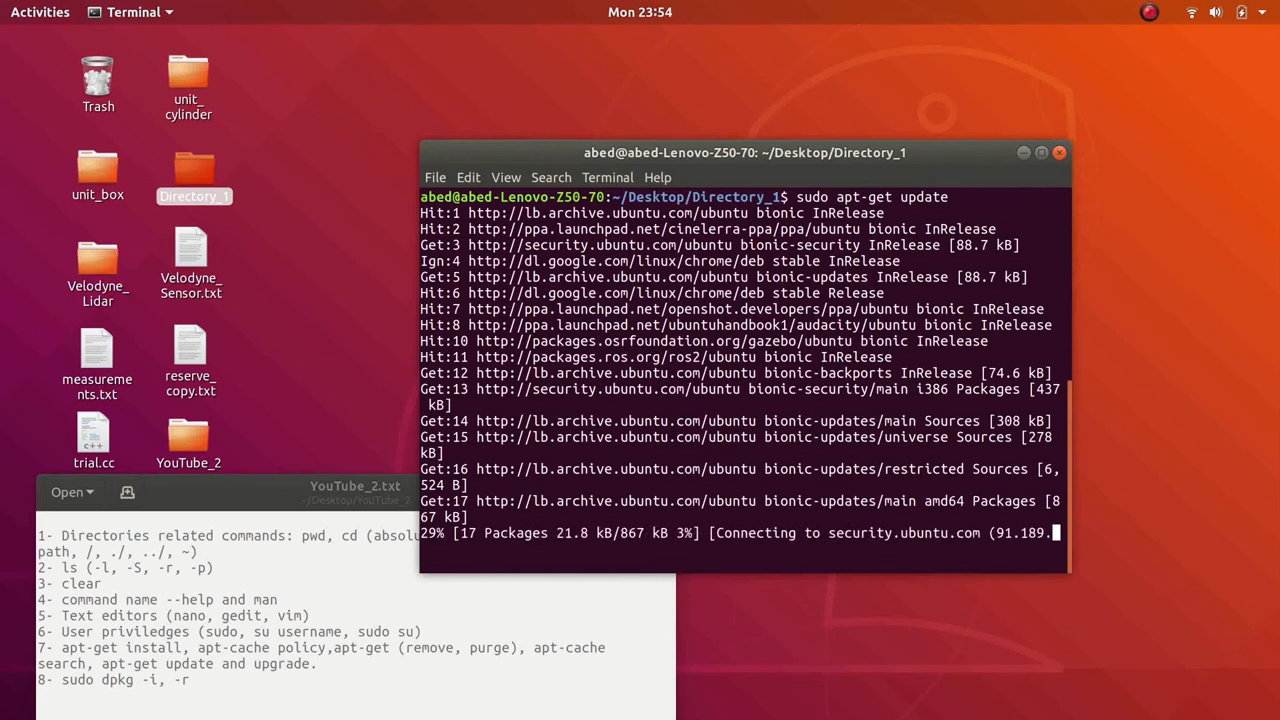 Activities
Terminal
Mon 23:54
Trash
unit_
cylinder
unit_box
Directory_1
Velodyne_
Lidar
Velodyne_
Sensor.txt
measureme
nts.txt
reserve_
copy.txt
trial.cc
YouTube_2
abed@abed-Lenovo-Z50-70: ~/Desktop/Directory_1
File Edit View Search Terminal Help
abed@abed-Lenovo-Z50-70:~/Desktop/Directory_1$ sudo apt-get update
Hit:1 http://lb.archive.ubuntu.com/ubuntu bionic InRelease
Hit:2 http://ppa.launchpad.net/cinelerra-ppa/ppa/ubuntu bionic InRelease
Get:3 http://security.ubuntu.com/ubuntu bionic-security InRelease [88.7 kB]
Ign:4 http://dl.google.com/linux/chrome/deb stable InRelease
Get:5 http://lb.archive.ubuntu.com/ubuntu bionic-updates InRelease [88.7 kB]
Hit:6 http://dl.google.com/linux/chrome/deb stable Release
Hit:7 http://ppa.launchpad.net/openshot.developers/ppa/ubuntu bionic InRelease
Hit:8 http://ppa.launchpad.net/ubuntuhandbook1/audacity/ubuntu bionic InRelease
Hit:10 http://packages.osrfoundation.org/gazebo/ubuntu bionic InRelease
Hit:11 http://packages.ros.org/ros2/ubuntu bionic InRelease
Get:12 http://lb.archive.ubuntu.com/ubuntu bionic-backports InRelease [74.6 kB]
Get:13 http://security.ubuntu.com/ubuntu bionic-security/main i386 Packages [437
kB]
Get:14 http://lb.archive.ubuntu.com/ubuntu bionic-updates/main Sources [308 kB]
Get:15 http://lb.archive.ubuntu.com/ubuntu bionic-updates/universe Sources [278
kB]
Get:16 http://lb.archive.ubuntu.com/ubuntu bionic-updates/restricted Sources [6,
524 B]
Get:17 http://lb.archive.ubuntu.com/ubuntu bionic-updates/main amd64 Packages [8
67 kB]
29% [17 Packages 21.8 kB/867 kB 3%] [Connecting to security.ubuntu.com (91.189.
Open
YouTube_2.txt
~/Desktop/YouTube_2
1- Directories related commands: pwd, cd (absolu
path, /, ./, ../, ~)
2- ls (-l, -S, -r, -p)
3- clear
4- command name --help and man
5- Text editors (nano, gedit, vim)
6- User priviledges (sudo, su username, sudo su)
7- apt-get install, apt-cache policy,apt-get (remove, purge), apt-cache
search, apt-get update and upgrade.
8- sudo dpkg -i, -r